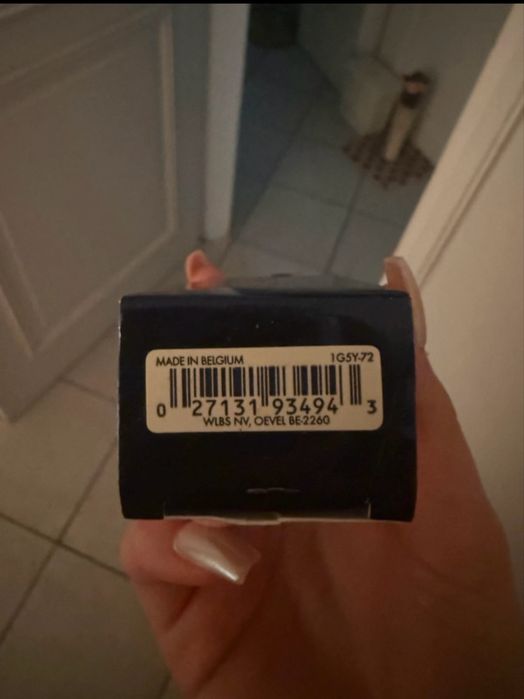 MADE IN BELGIUM 1G5Y-72
0 27131 93494 3
WLBS NV, OEVEL BE-2260